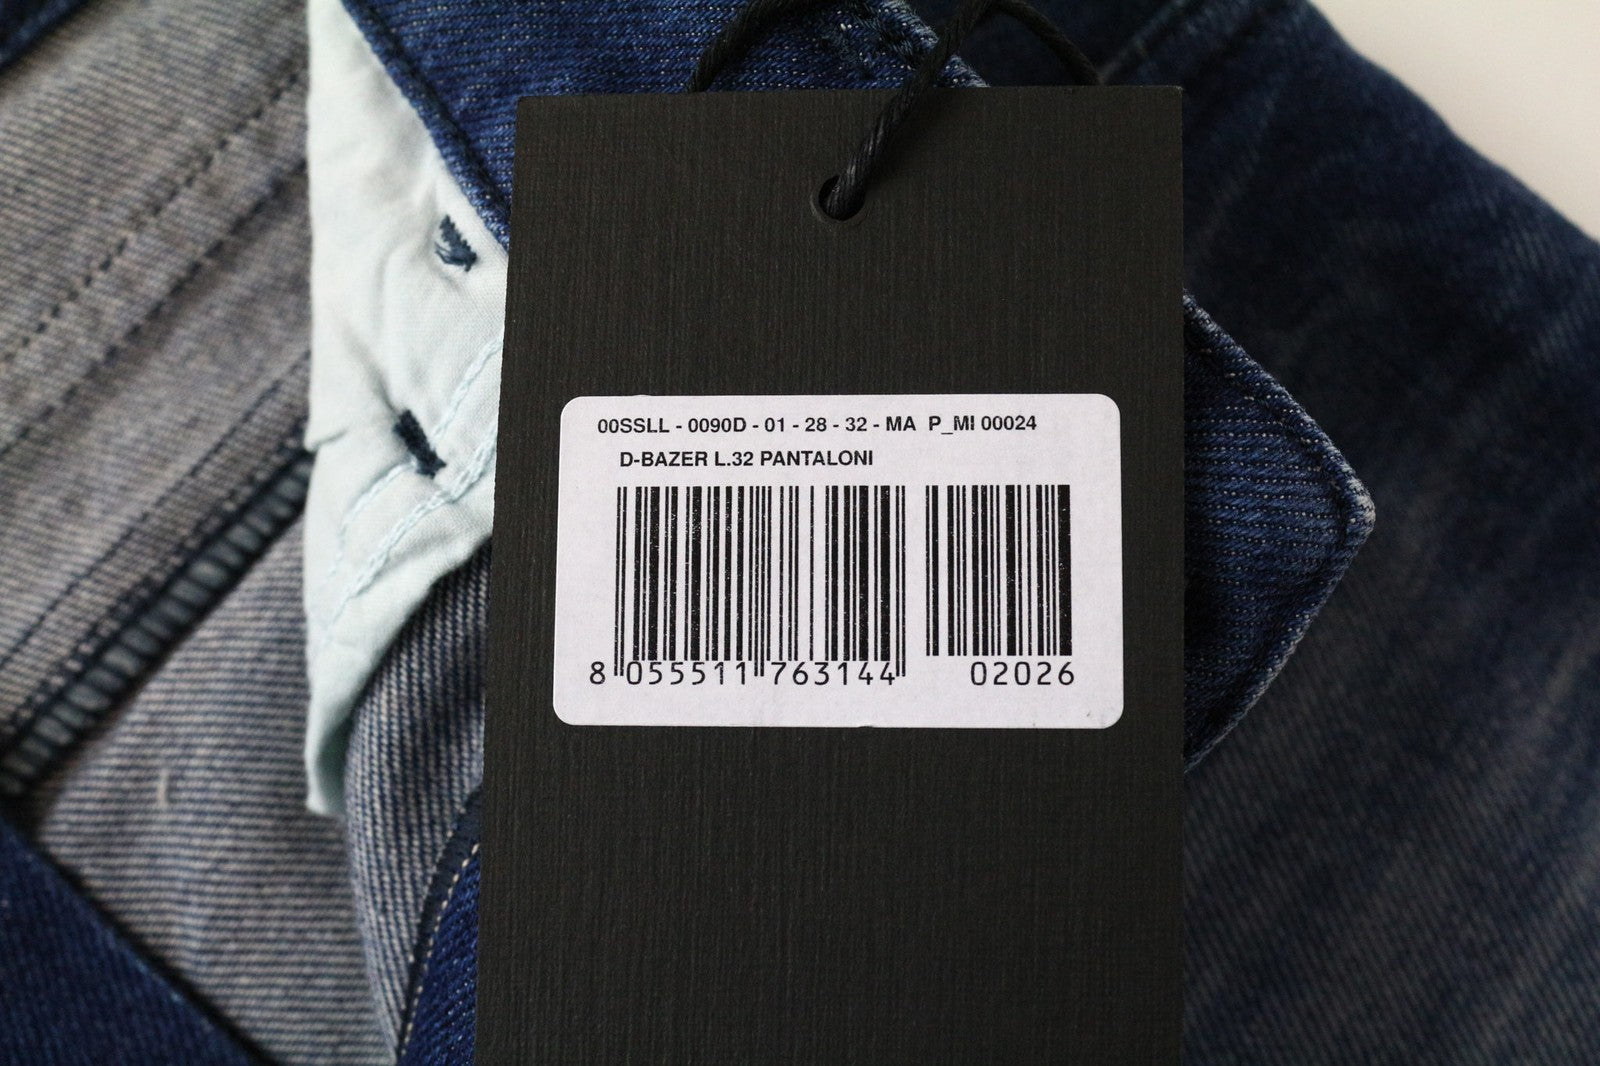 00SSLL - 0090D - 01 - 28 - 32 - MA P_MI 00024
D-BAZER L.32 PANTALONI
8 055511 763144 02026